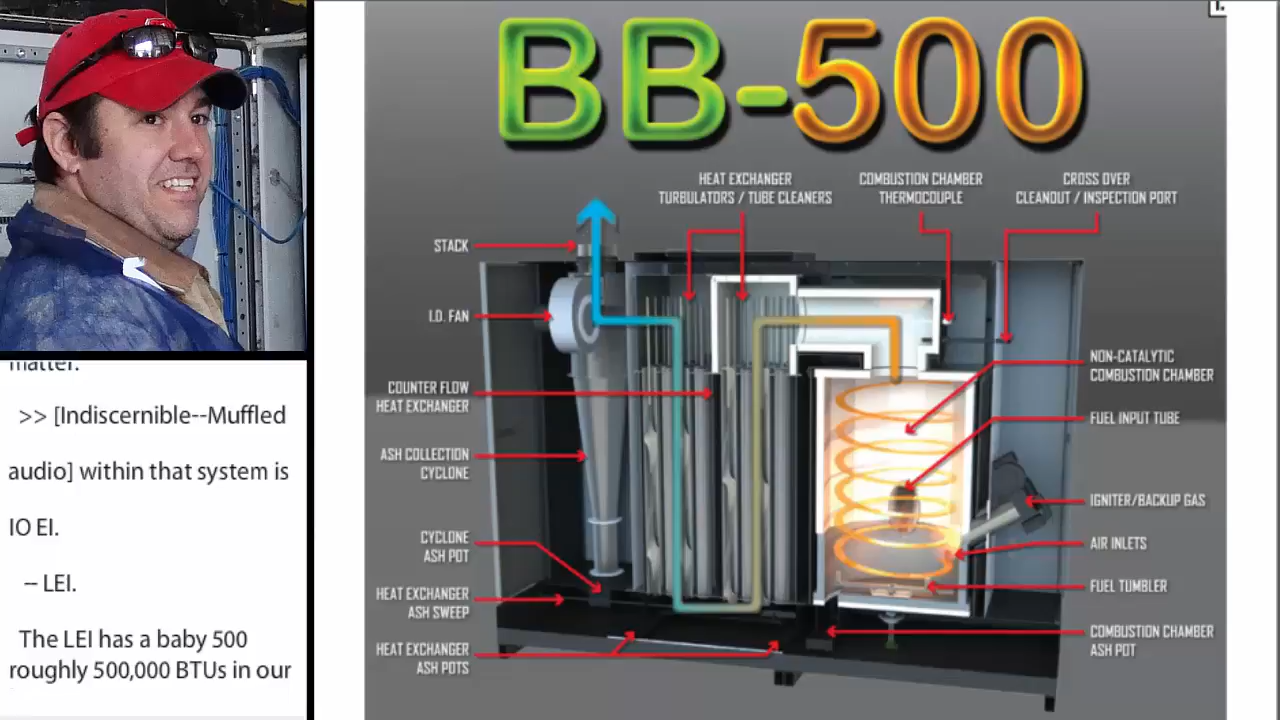 matter.
>> [Indiscernible--Muffled
audio] within that system is
IO EI.
-- LEI.
The LEI has a baby 500
roughly 500,000 BTUs in our
BB-500
HEAT EXCHANGER
TURBULATORS / TUBE CLEANERS
COMBUSTION CHAMBER
THERMOCOUPLE
CROSS OVER
CLEANOUT / INSPECTION PORT
STACK
I.D. FAN
COUNTER FLOW
HEAT EXCHANGER
ASH COLLECTION
CYCLONE
CYCLONE
ASH POT
HEAT EXCHANGER
ASH SWEEP
HEAT EXCHANGER
ASH POTS
NON-CATALYTIC
COMBUSTION CHAMBER
FUEL INPUT TUBE
IGNITER/BACKUP GAS
AIR INLETS
FUEL TUMBLER
COMBUSTION CHAMBER
ASH POT